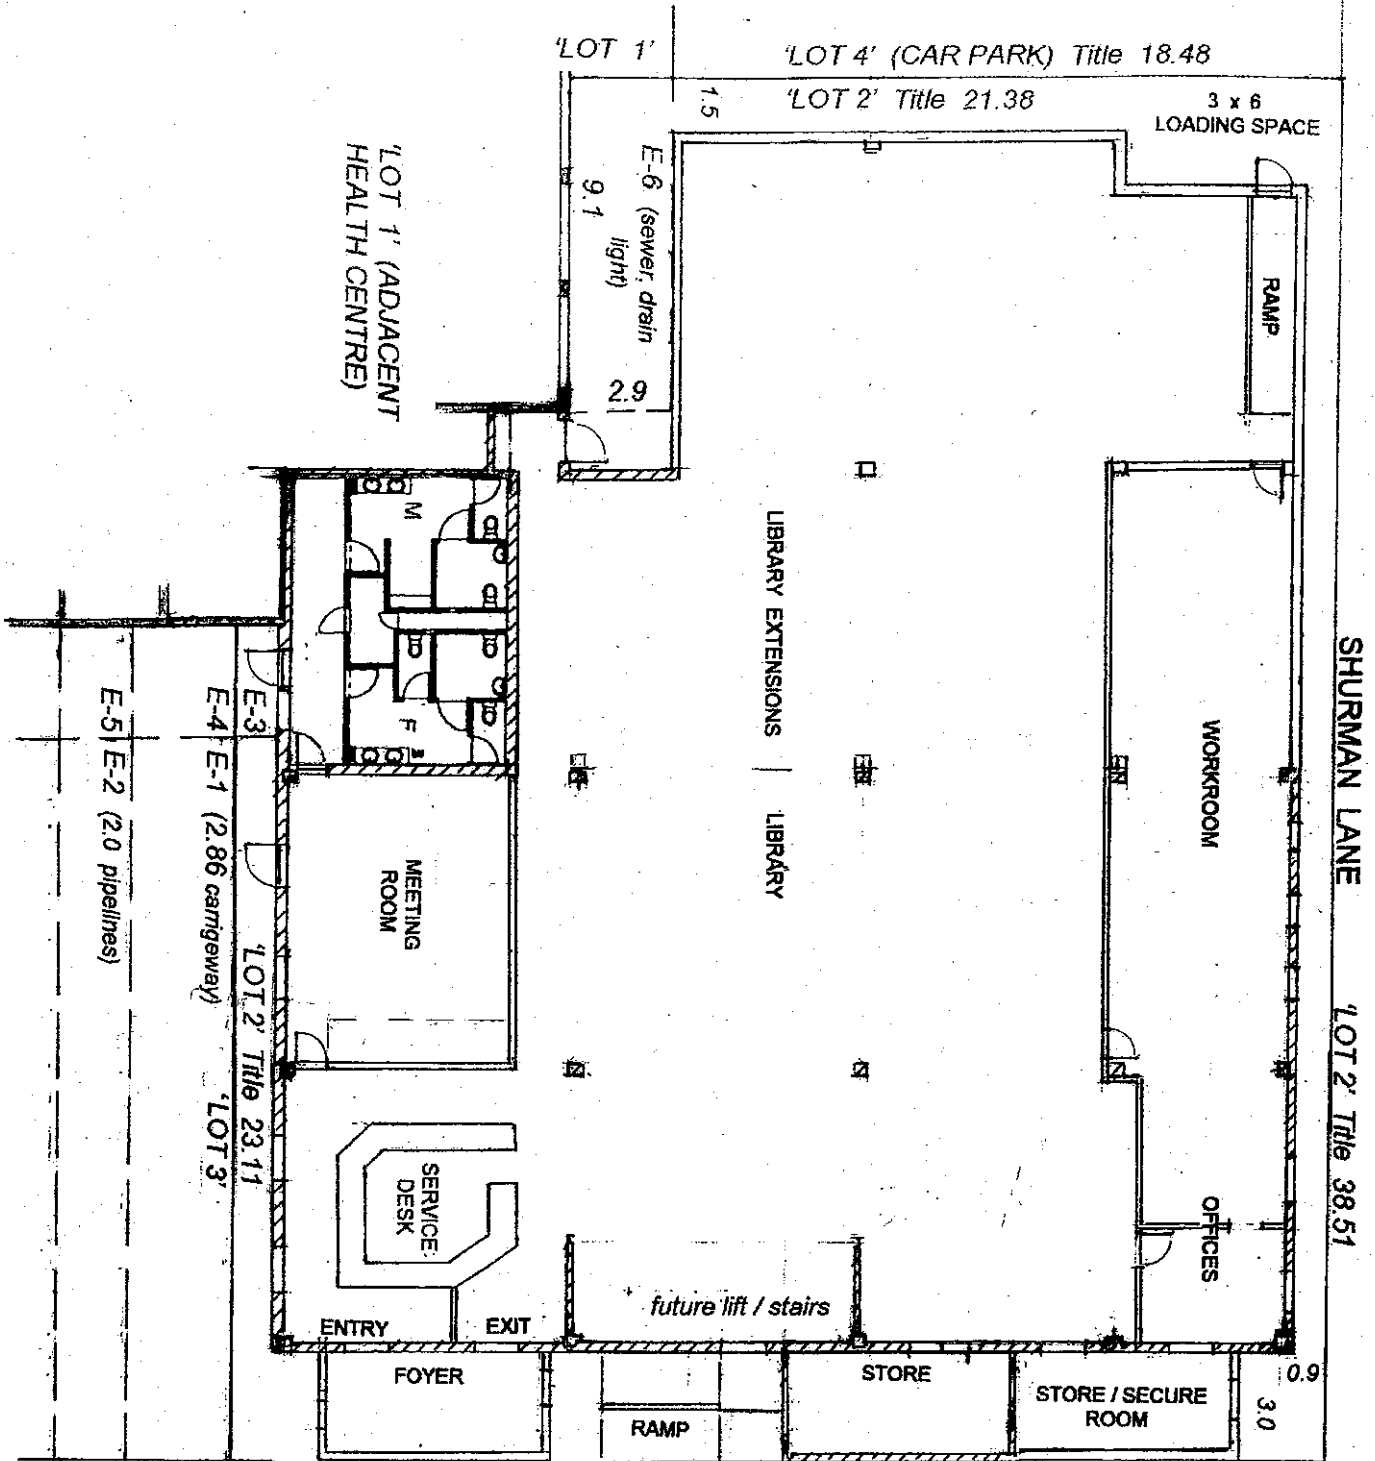 'LOT 1'
'LOT 4' (CAR PARK) Title 18.48
'LOT 2' Title 21.38
3 x 6
LOADING SPACE
1.5
E-6 (sewer, drain
light)
9.1
2.9
'LOT 1' (ADJACENT
HEALTH CENTRE)
RAMP
SHURMAN LANE
'LOT 2' Title 38.51
LIBRARY EXTENSIONS | LIBRARY
WORKROOM
M
F
MEETING
ROOM
E-3
E-4 E-1 (2.86 carrigeway)
E-5 E-2 (2.0 pipelines)
'LOT 2' Title 23.11
'LOT 3'
SERVICE
DESK
OFFICES
future lift / stairs
ENTRY
EXIT
FOYER
RAMP
STORE
STORE / SECURE
ROOM
0.9
3.0